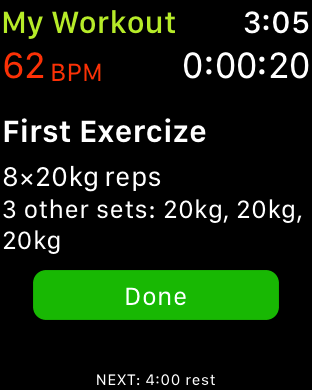 My Workout 3:05
62 BPM 0:00:20
First Exercize
8×20kg reps
3 other sets: 20kg, 20kg,
20kg
Done
NEXT: 4:00 rest